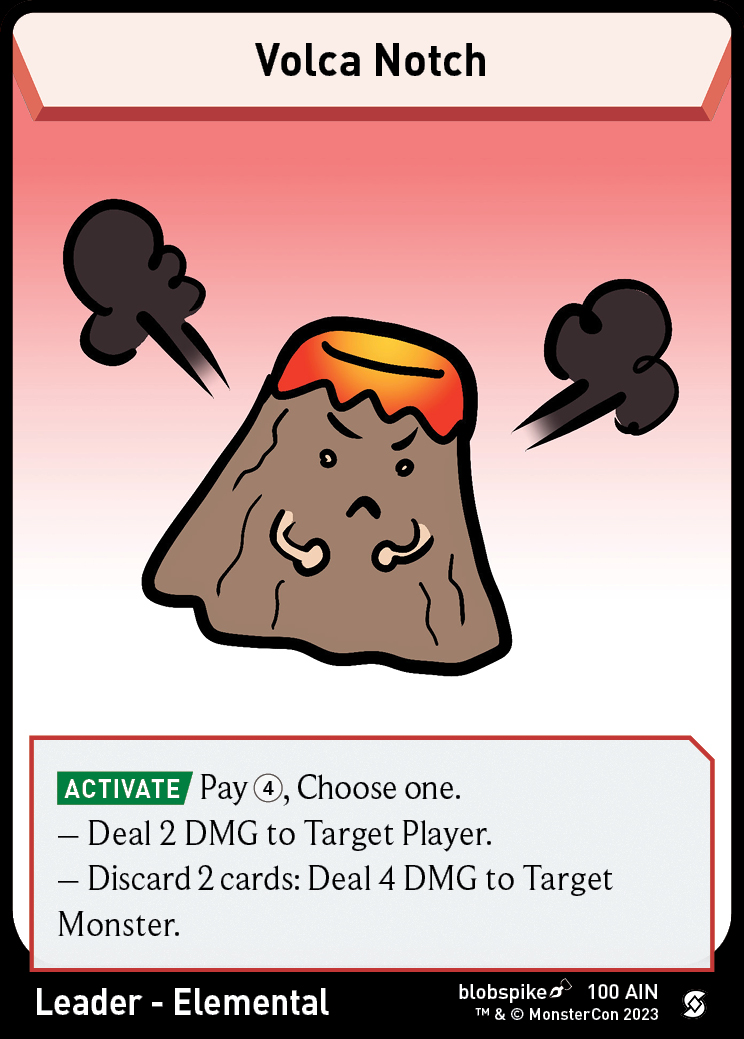 Volca Notch
ACTIVATE Pay ④, Choose one.
– Deal 2 DMG to Target Player.
– Discard 2 cards: Deal 4 DMG to Target
Monster.
Leader - Elemental
blobspike 100 AIN
™ & © MonsterCon 2023